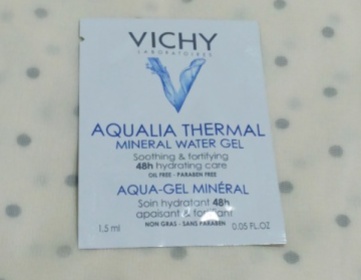 VICHY
LABORATOIRES
AQUALIA THERMAL
MINERAL WATER GEL
Soothing & fortifying
48h hydrating care
OIL FREE - PARABEN FREE
AQUA-GEL MINÉRAL
Soin hydratant 48h
apaisant & fortifiant
NON GRAS - SANS PARABEN
1,5 ml 0.05 FL.OZ